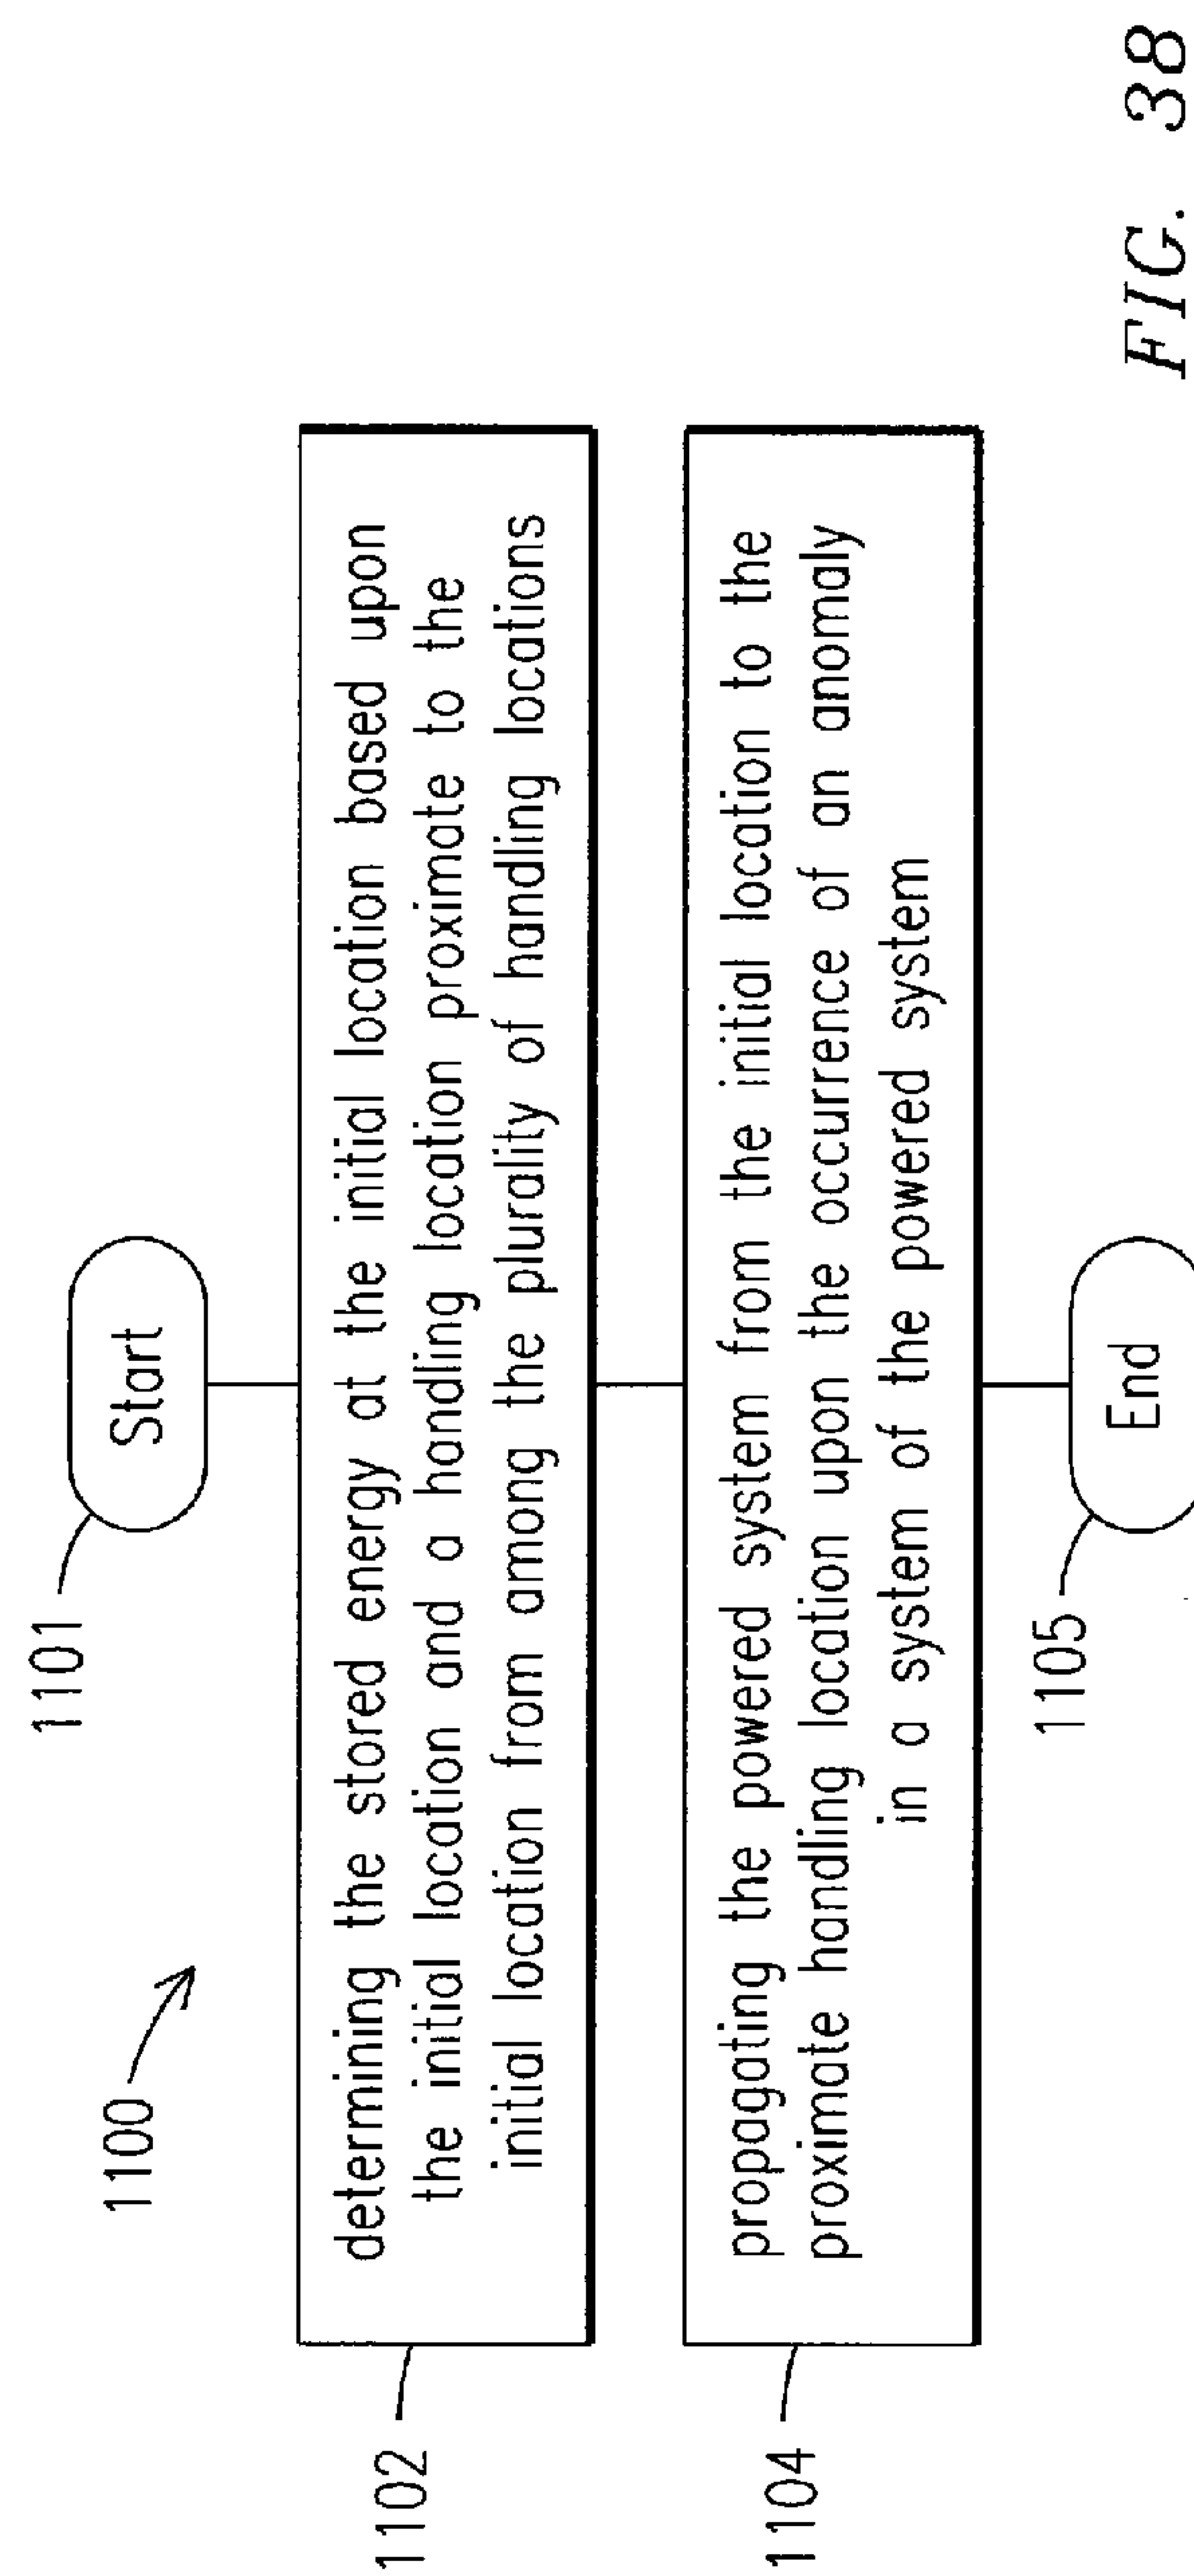 1100
1101
Start
1102
determining the stored energy at the initial location based upon
the initial location and a handling location proximate to the
initial location from among the plurality of handling locations
1104
propagating the powered system from the initial location to the
proximate handling location upon the occurrence of an anomaly
in a system of the powered system
1105
End
FIG. 38